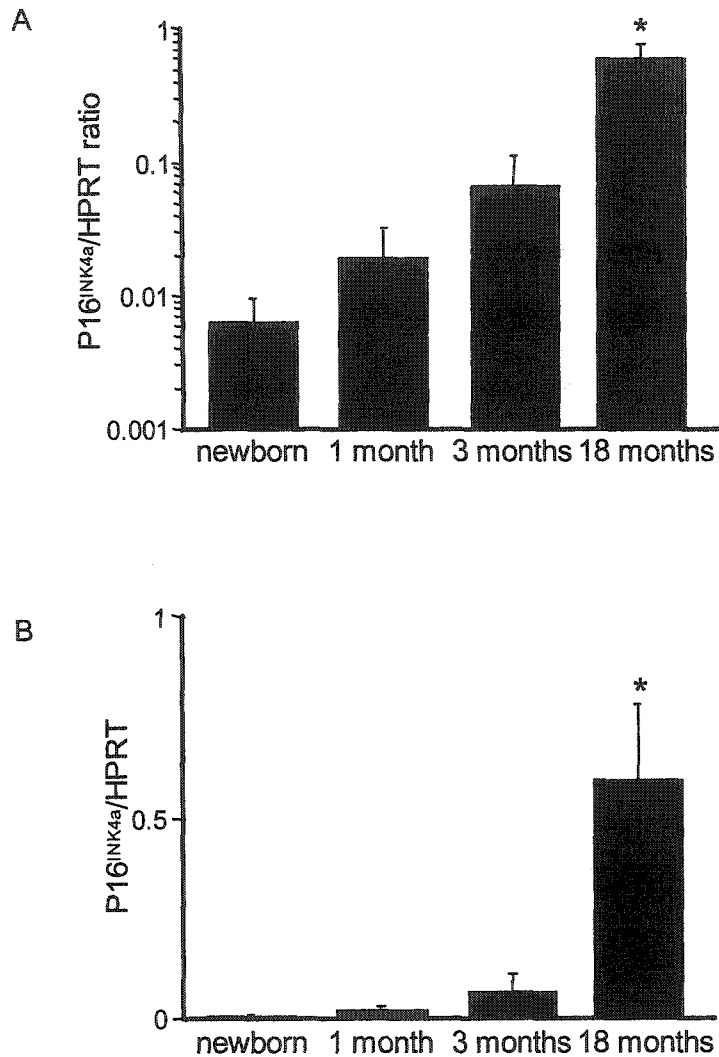 A
P16INK4a/HPRT ratio
1
0.1
0.01
0.001
*
newborn 1 month 3 months 18 months
B
P16INK4a/HPRT
1
0.5
0
*
newborn 1 month 3 months 18 months